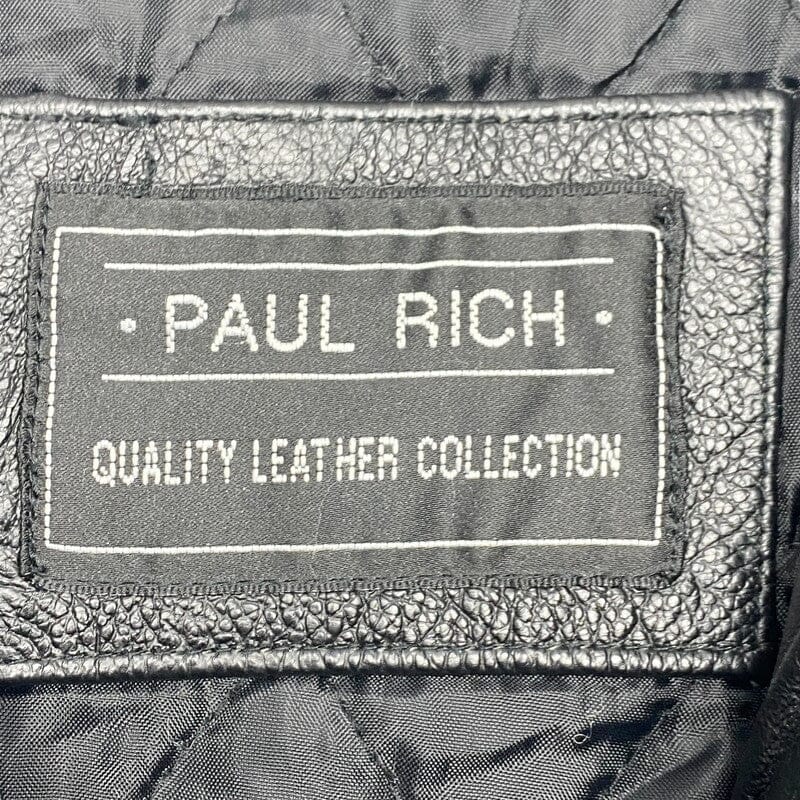 · PAUL RICH ·
QUALITY LEATHER COLLECTION